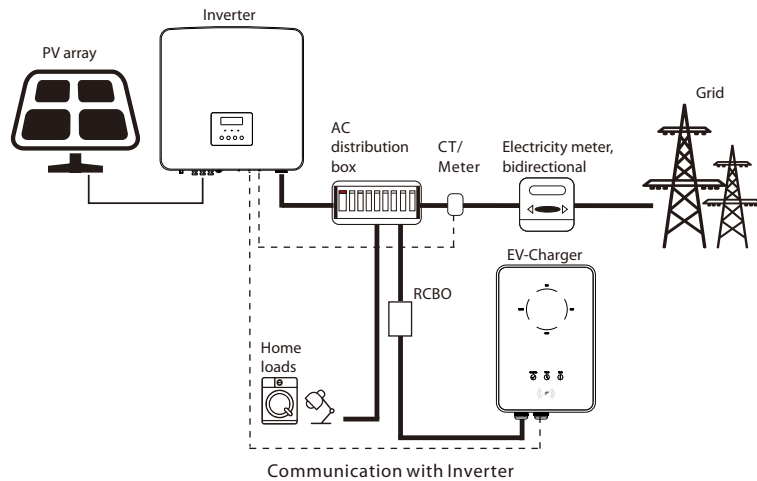 Inverter
PV array
Grid
AC
distribution
box
CT/
Meter
Electricity meter,
bidirectional
EV-Charger
RCBO
Home
loads
Communication with Inverter